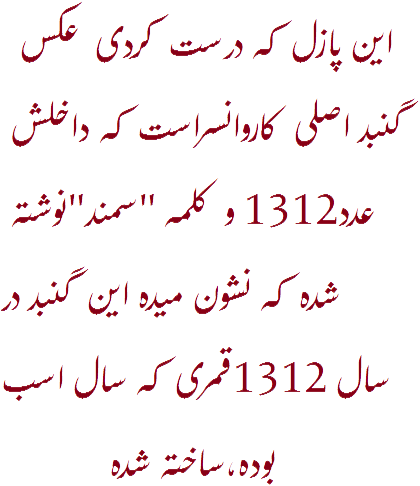 این پازل که درست کردی عکس
گنبد اصلی کاروانسراست که داخلش
عدد1312 و کلمه "سمند"نوشته
شده که نشون میده این گنبد در
سال 1312قمری که سال اسب
بوده،ساخته شده